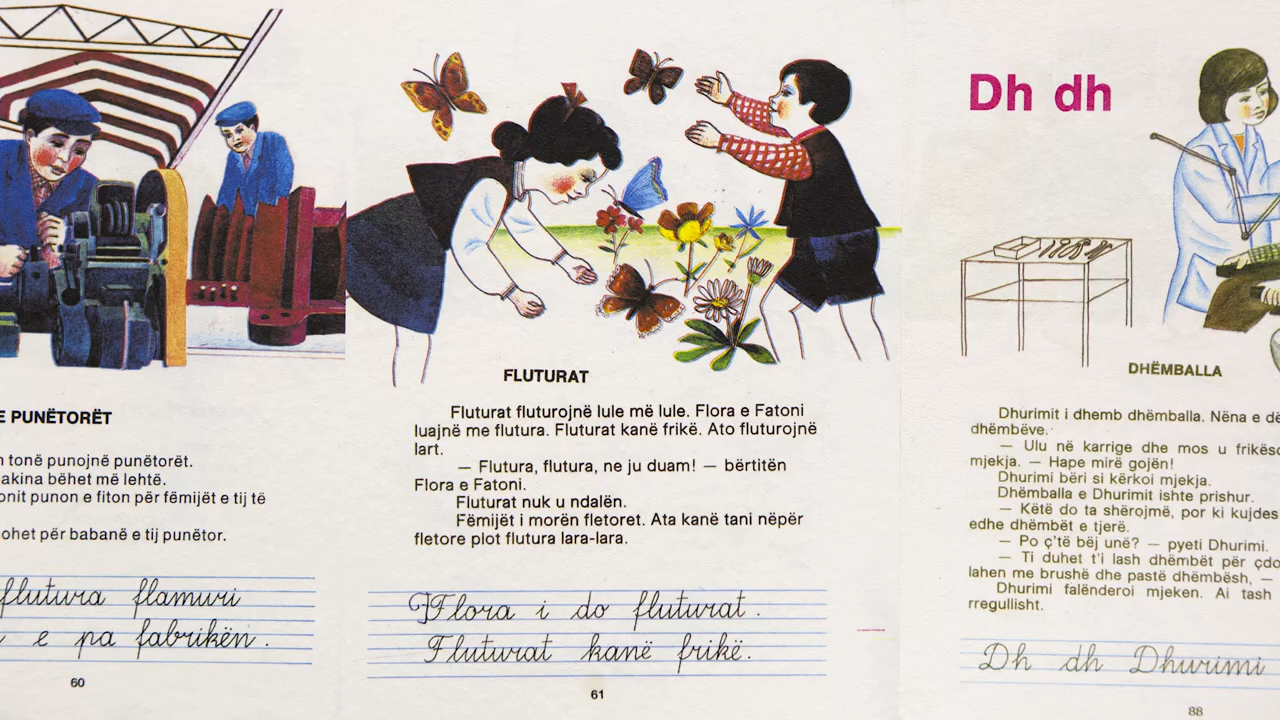 E PUNËTORËT
tonë punojnë punëtorët.
akina bëhet më lehtë.
onit punon e fiton për fëmijët e tij të
ohet për babanë e tij punëtor.
flutura flamuri
e pa fabrikën.
60
FLUTURAT
Fluturat fluturojnë lule më lule. Flora e Fatoni
luajnë me flutura. Fluturat kanë frikë. Ato fluturojnë
lart.
— Flutura, flutura, ne ju duam! — bërtitën
Flora e Fatoni.
Fluturat nuk u ndalën.
Fëmijët i morën fletoret. Ata kanë tani nëpër
fletore plot flutura lara-lara.
Flora i do fluturat.
Fluturat kanë frikë.
61
Dh dh
DHËMBALLA
Dhurimit i dhemb dhëmballa. Nëna e dë
dhëmbëve.
— Ulu në karrige dhe mos u frikëso
mjekja. — Hape mirë gojën!
Dhurimi bëri si kërkoi mjekja.
Dhëmballa e Dhurimit ishte prishur.
— Këtë do ta shërojmë, por ki kujdes
edhe dhëmbët e tjerë.
— Po ç'të bëj unë? — pyeti Dhurimi.
— Ti duhet t'i lash dhëmbët për çdo
lahen me brushë dhe pastë dhëmbësh, —
Dhurimi falënderoi mjeken. Ai tash
rregullisht.
Dh dh Dhurimi
88